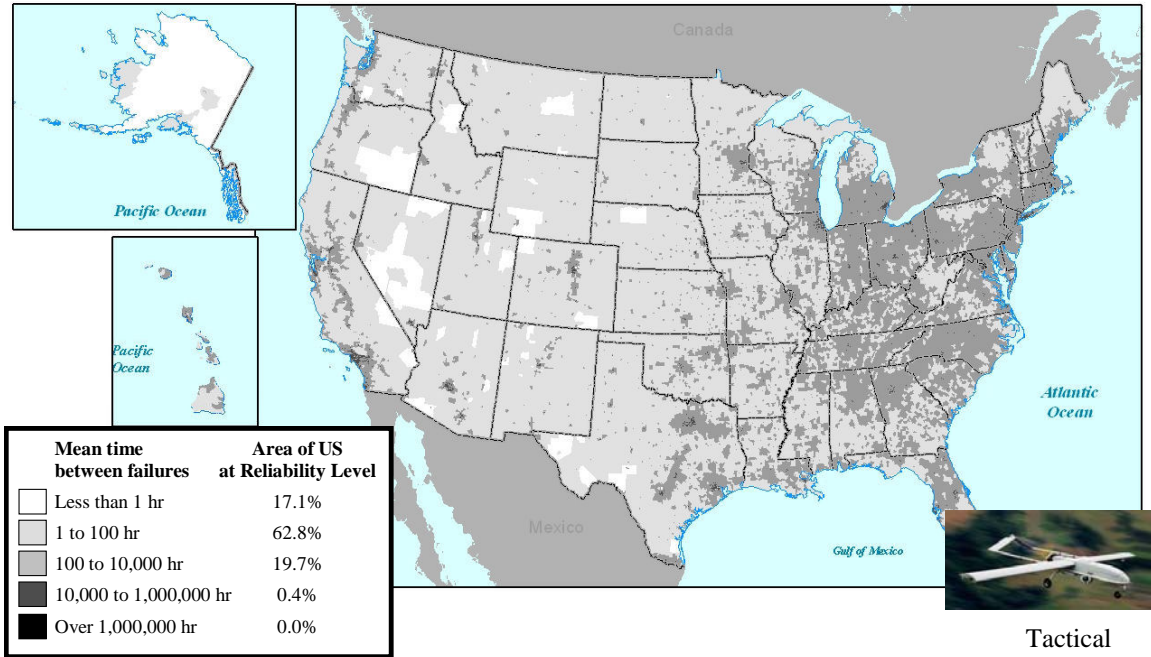 Canada
Pacific Ocean
Pacific
Ocean
Atlantic
Ocean
Mexico
Gulf of Mexico
Mean time Area of US
between failures at Reliability Level
Less than 1 hr 17.1%
1 to 100 hr 62.8%
100 to 10,000 hr 19.7%
10,000 to 1,000,000 hr 0.4%
Over 1,000,000 hr 0.0%
Tactical